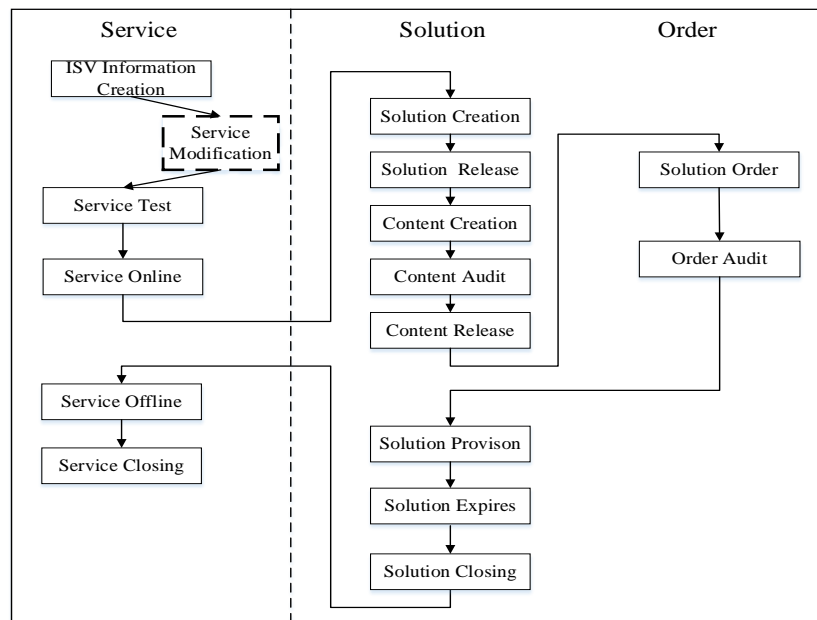 Service
Solution
Order
ISV Information
Creation
Service
Modification
Service Test
Service Online
Solution Creation
Solution Release
Content Creation
Content Audit
Content Release
Solution Order
Order Audit
Solution Provison
Solution Expires
Solution Closing
Service Offline
Service Closing